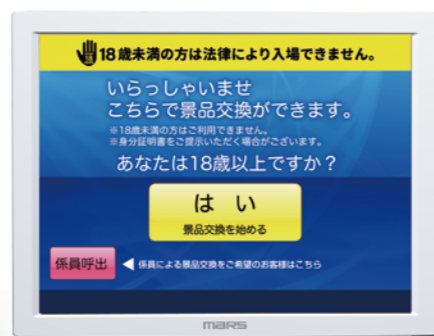 18歳未満の方は法律により入場できません。
いらっしゃいませ
こちらで景品交換ができます。
※18歳未満の方はご利用できません。
※身分証明書をご提示いただく場合がございます。
あなたは18歳以上ですか？
は い
景品交換を始める
係員呼出 ◀ 係員による景品交換をご希望のお客様はこちら
mars